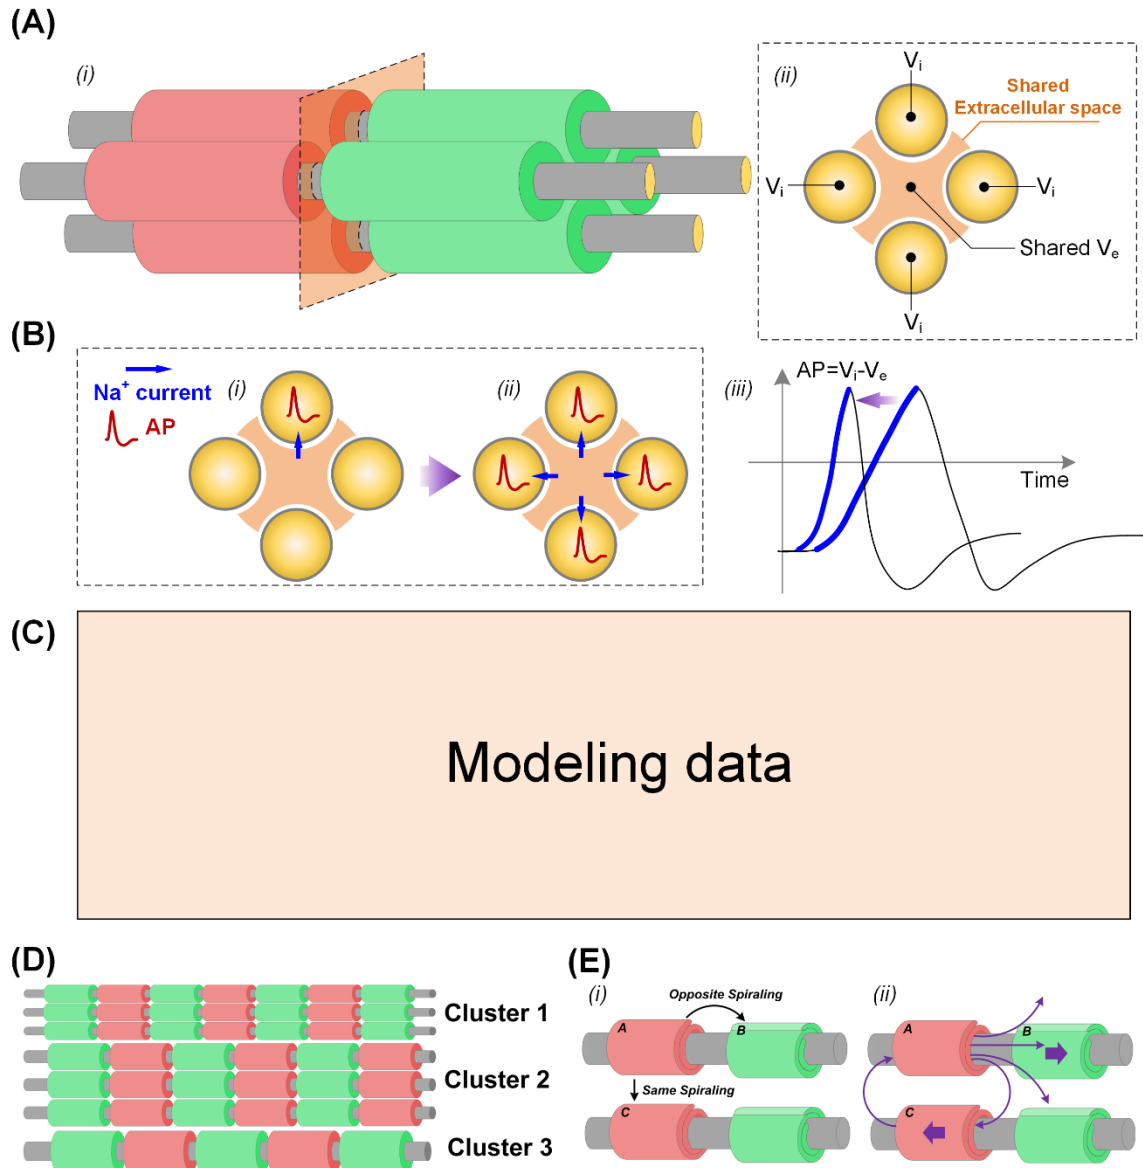 (A)
(i)
(ii)
Vi
Shared
Extracellular space
Vi
Vi
Shared Ve
Vi
(B)
Na+ current
AP
(i)
(ii)
(iii)
AP=Vi-Ve
Time
(C)
Modeling data
(D)
Cluster 1
Cluster 2
Cluster 3
(E)
(i)
Opposite Spiraling
A
B
Same Spiraling
C
(ii)
A
B
C